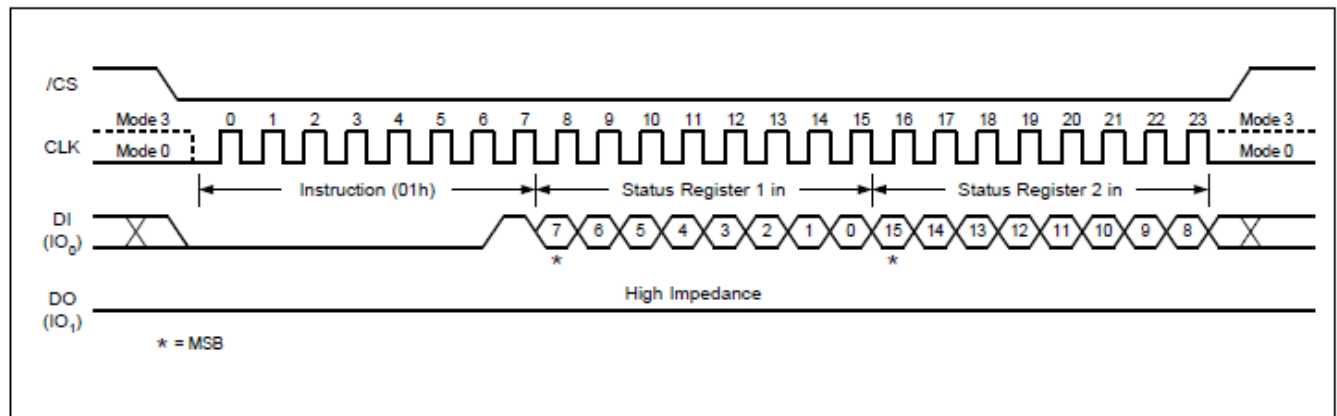 /CS
Mode 3 0 1 2 3 4 5 6 7 8 9 10 11 12 13 14 15 16 17 18 19 20 21 22 23 Mode 3
CLK Mode 0 Mode 0
Instruction (01h) Status Register 1 in Status Register 2 in
DI
(IO0) 7 6 5 4 3 2 1 0 15 14 13 12 11 10 9 8
* *
DO High Impedance
(IO1)
* = MSB